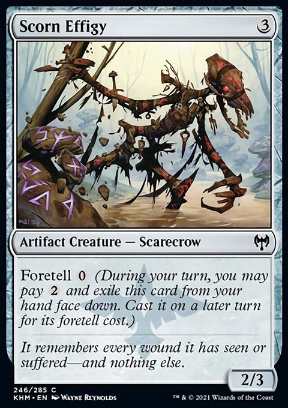 Scorn Effigy 3
Artifact Creature — Scarecrow
Foretell 0 (During your turn, you may
pay 2 and exile this card from your
hand face down. Cast it on a later turn
for its foretell cost.)
It remembers every wound it has seen or
suffered—and nothing else.
2/3
246/285 C
KHM • EN WAYNE REYNOLDS
™ & © 2021 Wizards of the Coast